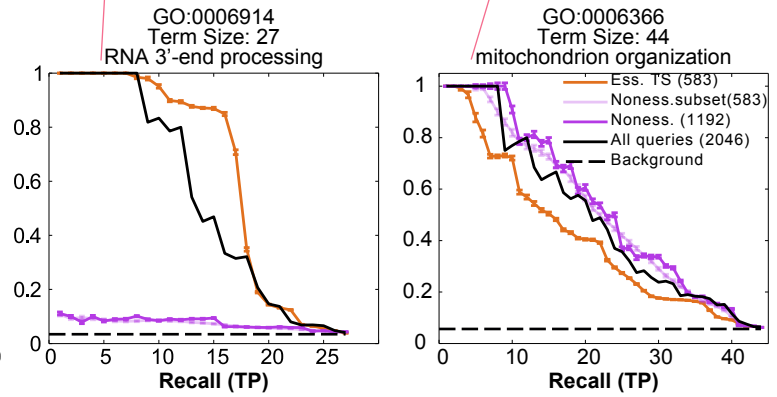 GO:0006914
Term Size: 27
RNA 3'-end processing
1
0.8
0.6
0.4
0.2
0
0
5
10
15
20
25
Recall (TP)
GO:0006366
Term Size: 44
mitochondrion organization
Ess. TS (583)
Noness.subset(583)
Noness. (1192)
All queries (2046)
Background
1
0.8
0.6
0.4
0.2
0
0
10
20
30
40
Recall (TP)